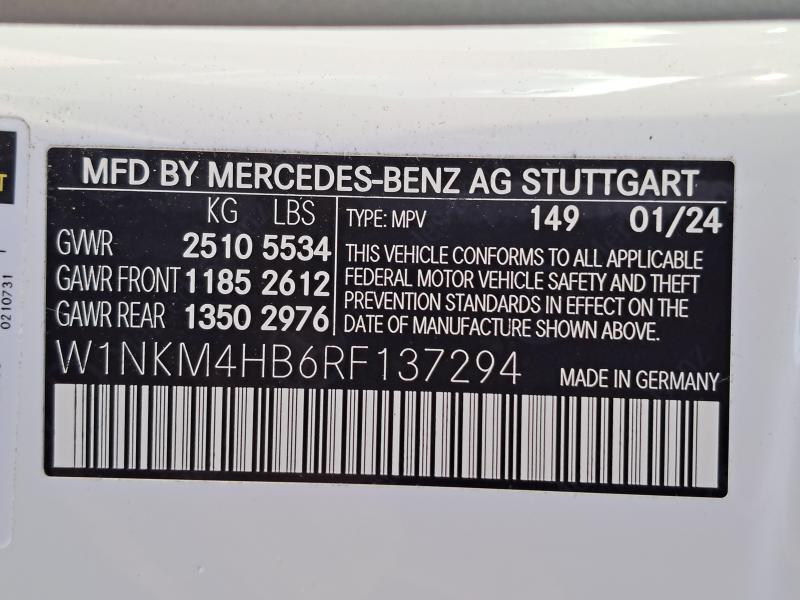 MFD BY MERCEDES-BENZ AG STUTTGART
KG LBS
GVWR 2510 5534
GAWR FRONT 1185 2612
GAWR REAR 1350 2976
TYPE: MPV 149 01/24
THIS VEHICLE CONFORMS TO ALL APPLICABLE
FEDERAL MOTOR VEHICLE SAFETY AND THEFT
PREVENTION STANDARDS IN EFFECT ON THE
DATE OF MANUFACTURE SHOWN ABOVE.
W1NKM4HB6RF137294 MADE IN GERMANY
0210731